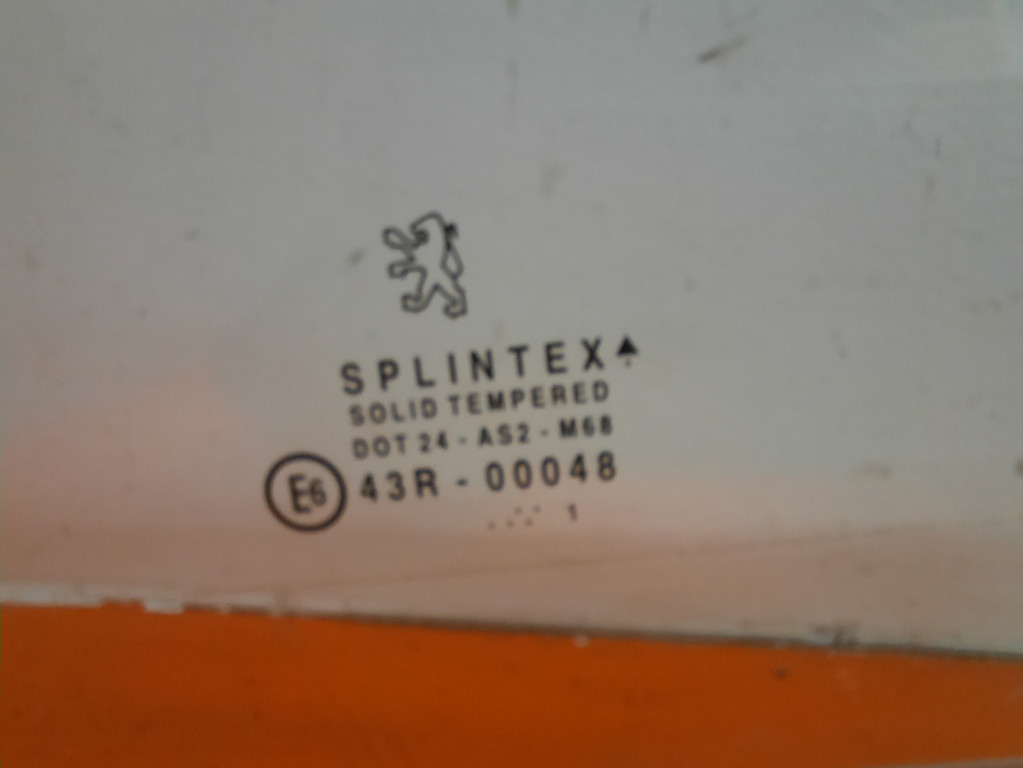 SPLINTEX
SOLID TEMPERED
DOT 24 - AS2 - M68
E6 43R - 00048
1